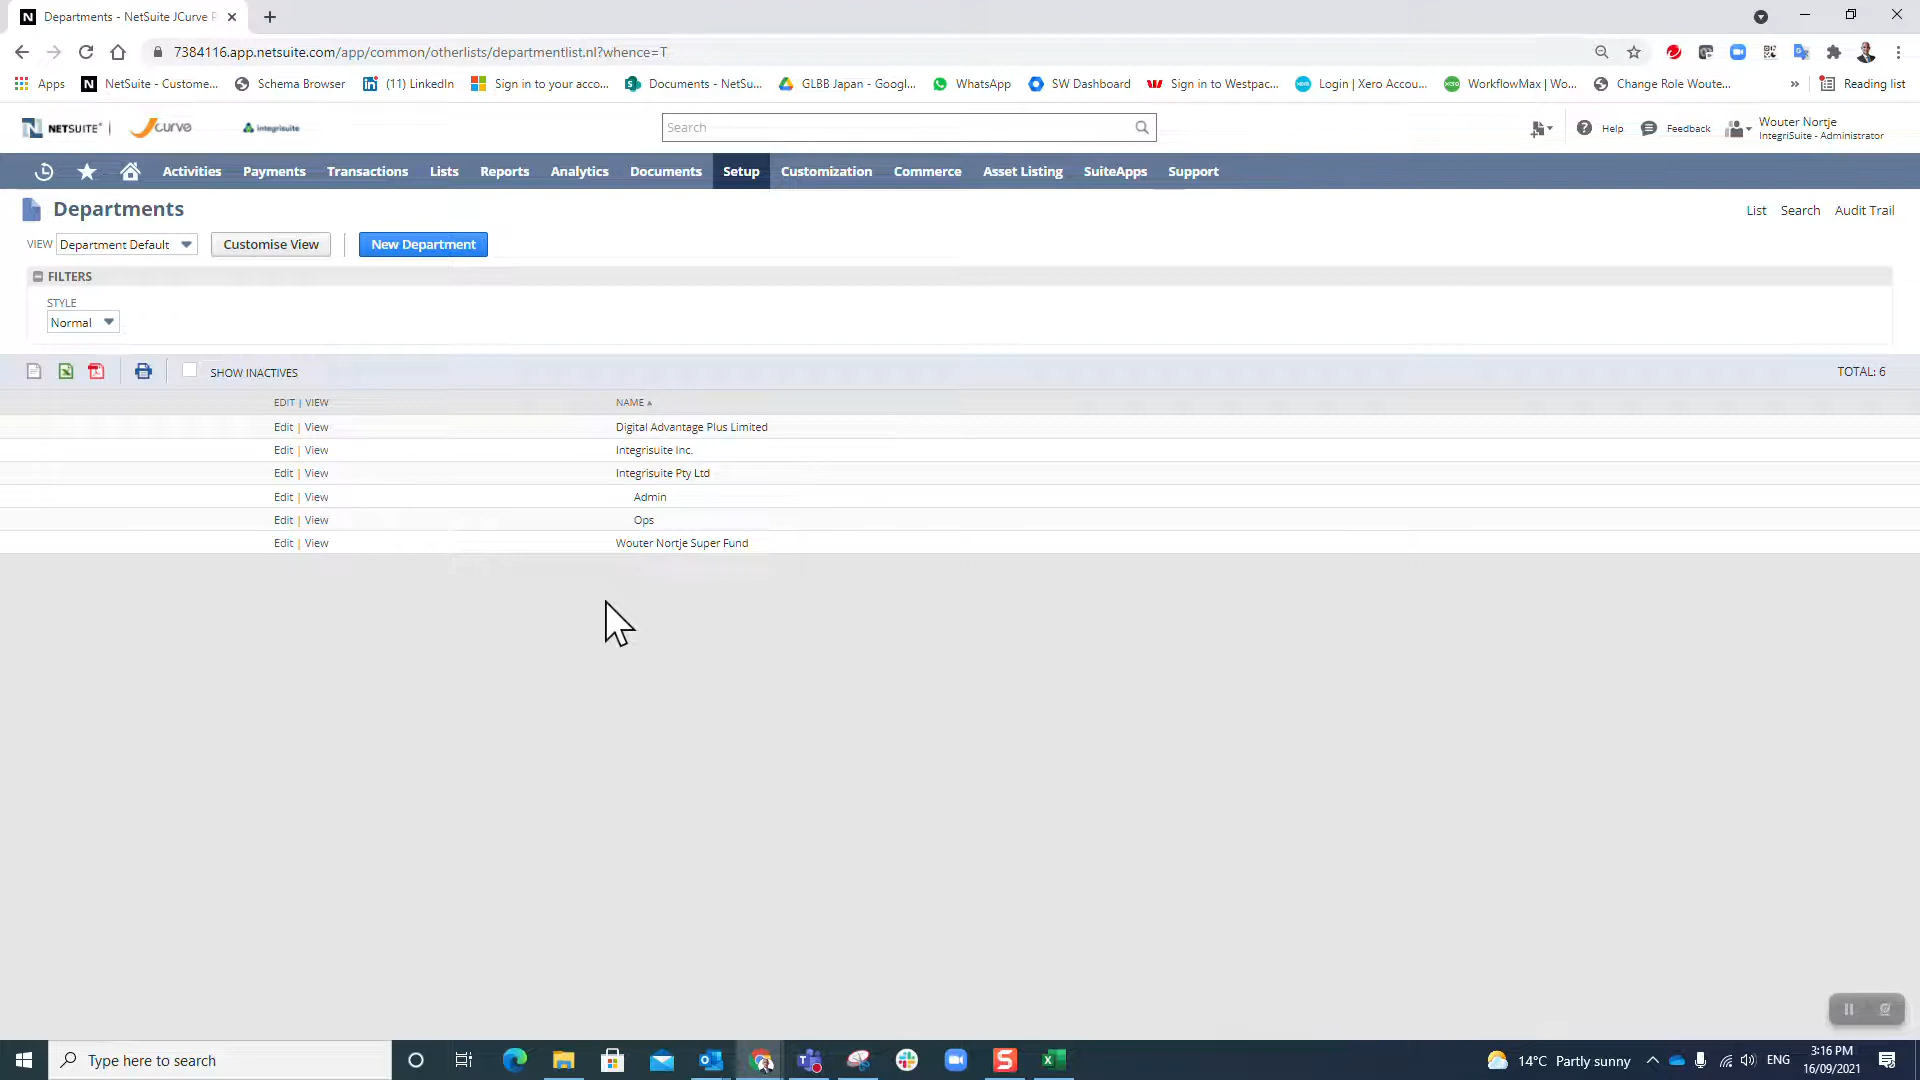 Departments - NetSuite JCurve
7384116.app.netsuite.com/app/common/otherlists/departmentlist.nl?whence=T
Apps NetSuite - Custome... Schema Browser (11) LinkedIn Sign in to your acco... Documents - NetSu... GLBB Japan - Googl... WhatsApp SW Dashboard Sign in to Westpac... Login | Xero Accou... WorkflowMax | Wo... Change Role Woute... » Reading list
NETSUITE Jcurve integrisuite Search Help Feedback Wouter Nortje
IntegriSuite - Administrator
Activities Payments Transactions Lists Reports Analytics Documents Setup Customization Commerce Asset Listing SuiteApps Support
Departments List Search Audit Trail
VIEW Department Default Customise View New Department
FILTERS
STYLE
Normal
SHOW INACTIVES TOTAL: 6
EDIT | VIEW NAME
Edit | View Digital Advantage Plus Limited
Edit | View Integrisuite Inc.
Edit | View Integrisuite Pty Ltd
Edit | View Admin
Edit | View Ops
Edit | View Wouter Nortje Super Fund
Type here to search 14°C Partly sunny ENG 3:16 PM
16/09/2021